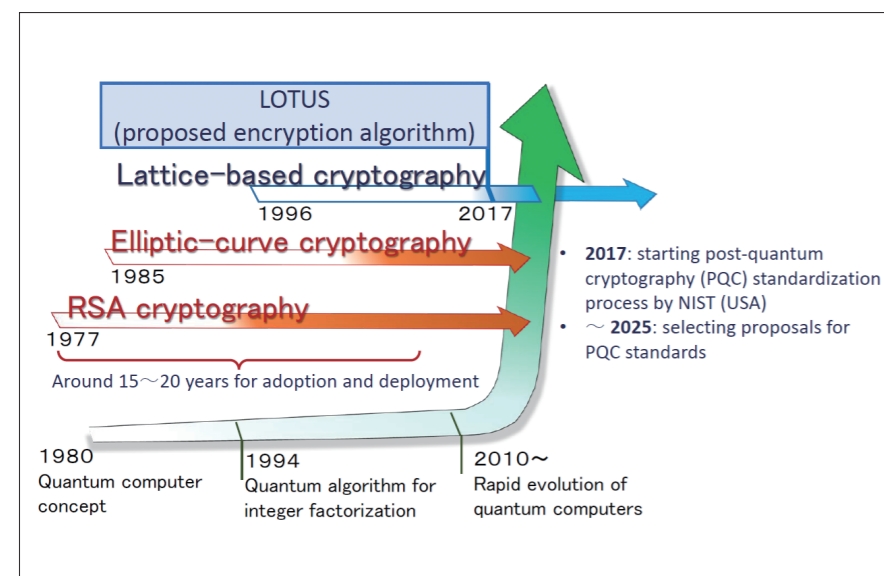 LOTUS
(proposed encryption algorithm)
Lattice-based cryptography
1996
2017
Elliptic-curve cryptography
1985
RSA cryptography
1977
Around 15～20 years for adoption and deployment
• 2017: starting post-quantum
cryptography (PQC) standardization
process by NIST (USA)
• ～ 2025: selecting proposals for
PQC standards
1980
Quantum computer
concept
1994
Quantum algorithm for
integer factorization
2010～
Rapid evolution of
quantum computers